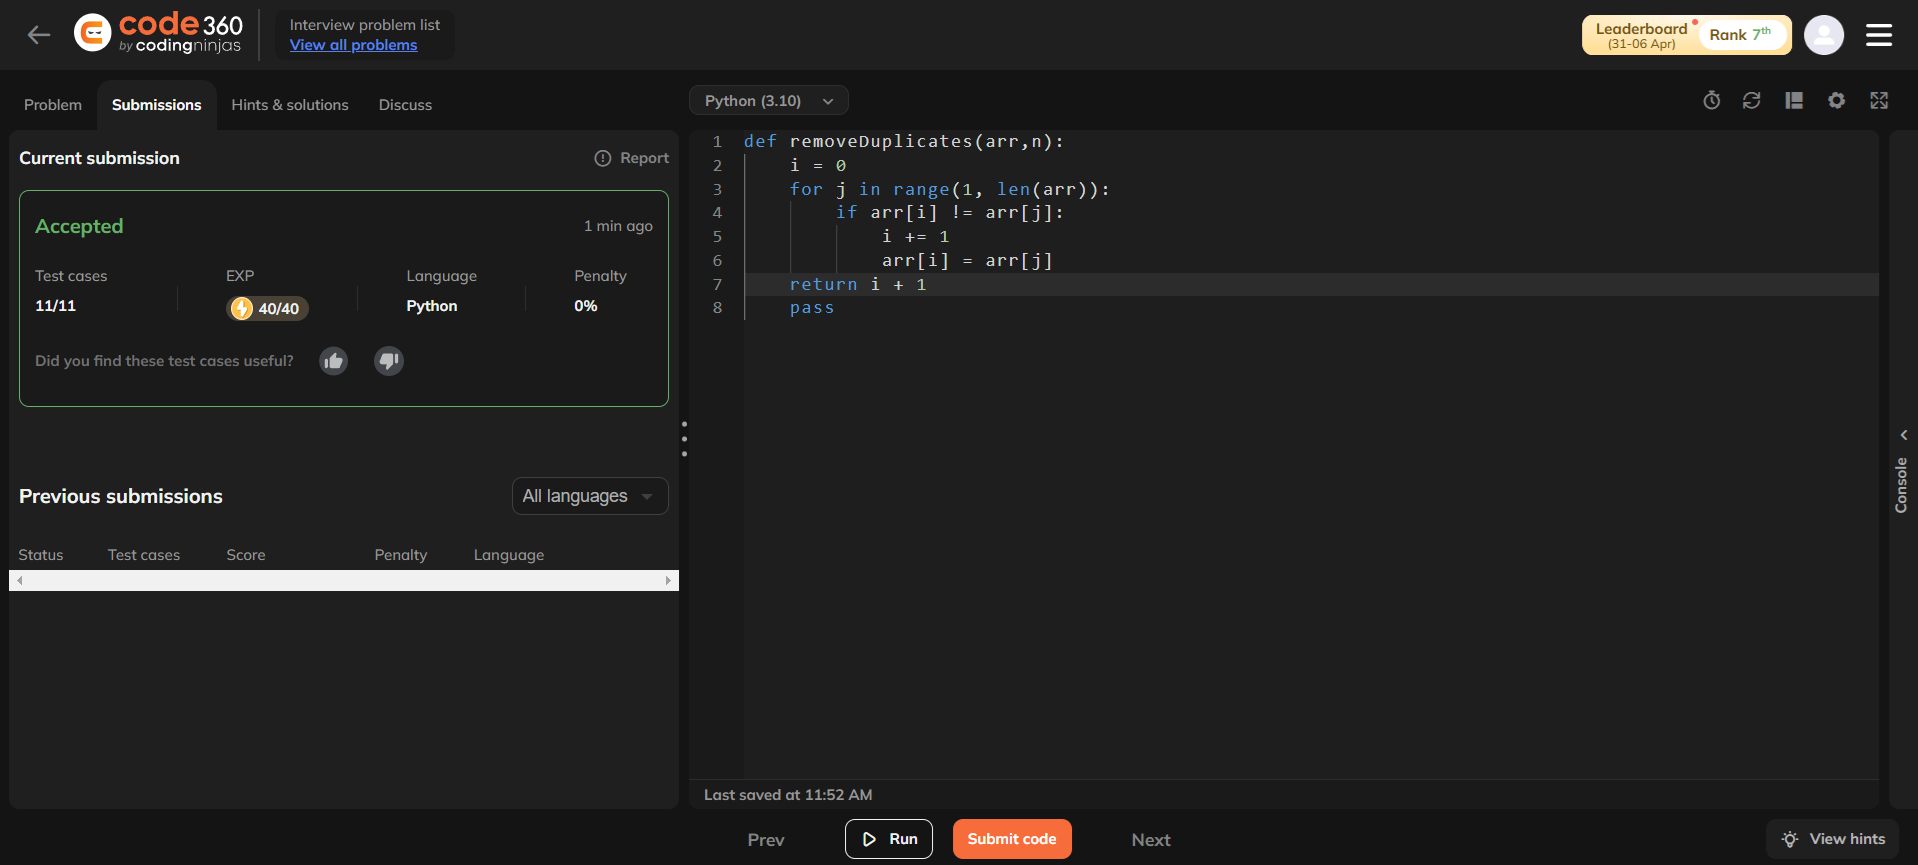 code 360
by codingninjas
Interview problem list
View all problems
Leaderboard
(31-06 Apr)
Rank 7th
Problem
Submissions
Hints & solutions
Discuss
Current submission
Report
Accepted
1 min ago
Test cases
EXP
Language
Penalty
11/11
40/40
Python
0%
Did you find these test cases useful?
Previous submissions
All languages
Status
Test cases
Score
Penalty
Language
Python (3.10)
1 def removeDuplicates(arr,n):
2     i = 0
3     for j in range(1, len(arr)):
4         if arr[i] != arr[j]:
5             i += 1
6             arr[i] = arr[j]
7     return i + 1
8     pass
Console
Last saved at 11:52 AM
Prev
Run
Submit code
Next
View hints